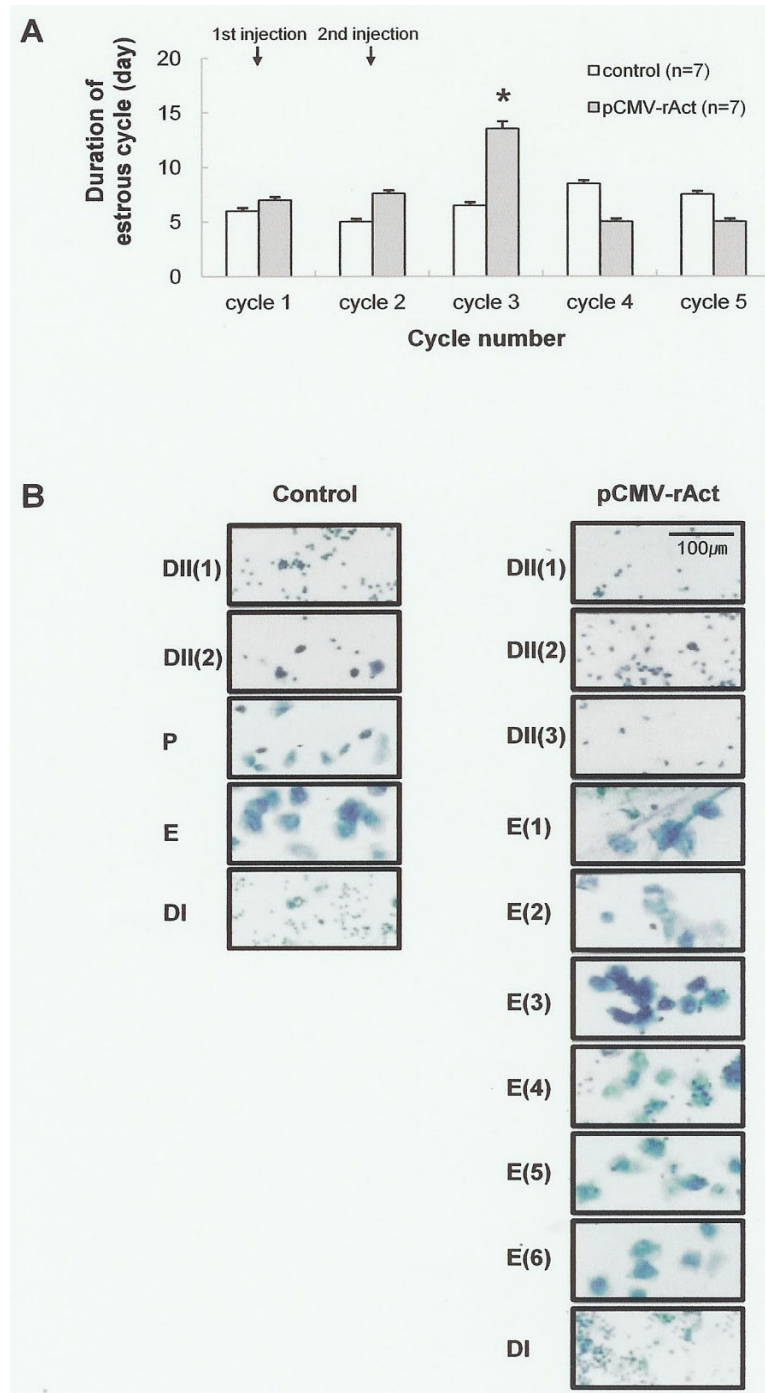 A
1st injection 2nd injection
Duration of
estrous cycle (day)
20
15
10
5
0
*
control (n=7)
pCMV-rAct (n=7)
cycle 1 cycle 2 cycle 3 cycle 4 cycle 5
Cycle number
B
Control
DII(1)
DII(2)
P
E
DI
pCMV-rAct
100μm
DII(1)
DII(2)
DII(3)
E(1)
E(2)
E(3)
E(4)
E(5)
E(6)
DI